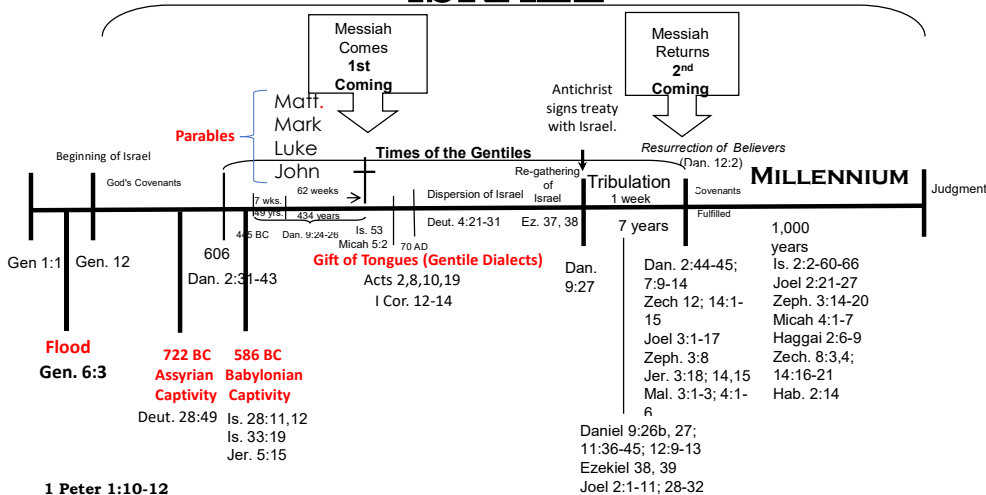 ISRAEL
Messiah
Comes
1st
Coming
Messiah
Returns
2nd
Coming
Matt.
Mark
Luke
John
Parables
Antichrist
signs treaty
with Israel.
Resurrection of Believers
(Dan. 12:2)
Times of the Gentiles
Beginning of Israel
God's Covenants
7 wks.
49 yrs.
62 weeks
434 years
445 BC
Dan. 9:24-26
Is. 53
Micah 5:2
70 AD
Dispersion of Israel
Deut. 4:21-31
Re-gathering
of
Israel
Ez. 37, 38
Tribulation
1 week
7 years
Covenants
Fulfilled
MILLENNIUM
1,000
years
Judgment
Gen 1:1
Gen. 12
606
Dan. 2:31-43
Gift of Tongues (Gentile Dialects)
Acts 2,8,10,19
I Cor. 12-14
Dan.
9:27
Dan. 2:44-45;
7:9-14
Zech 12; 14:1-
15
Joel 3:1-17
Zeph. 3:8
Jer. 3:18; 14,15
Mal. 3:1-3; 4:1-
6
Is. 2:2-60-66
Joel 2:21-27
Zeph. 3:14-20
Micah 4:1-7
Haggai 2:6-9
Zech. 8:3,4;
14:16-21
Hab. 2:14
Flood
Gen. 6:3
722 BC
Assyrian
Captivity
Deut. 28:49
586 BC
Babylonian
Captivity
Is. 28:11,12
Is. 33:19
Jer. 5:15
Daniel 9:26b, 27;
11:36-45; 12:9-13
Ezekiel 38, 39
Joel 2:1-11; 28-32
1 Peter 1:10-12